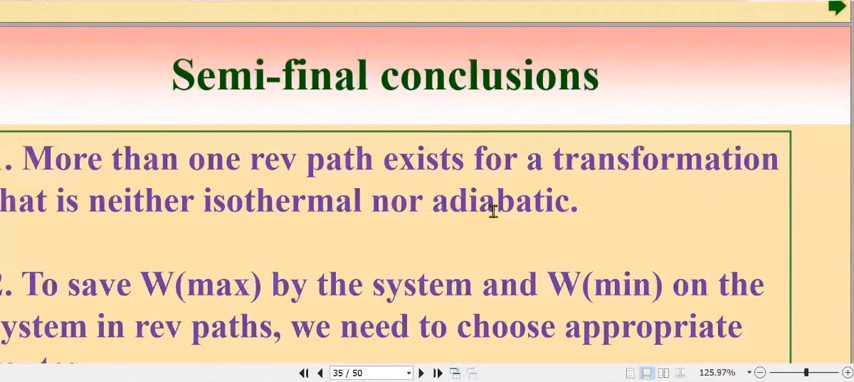 Semi-final conclusions
1. More than one rev path exists for a transformation
hat is neither isothermal nor adiabatic.
2. To save W(max) by the system and W(min) on the
ystem in rev paths, we need to choose appropriate
35 / 50
125.97%